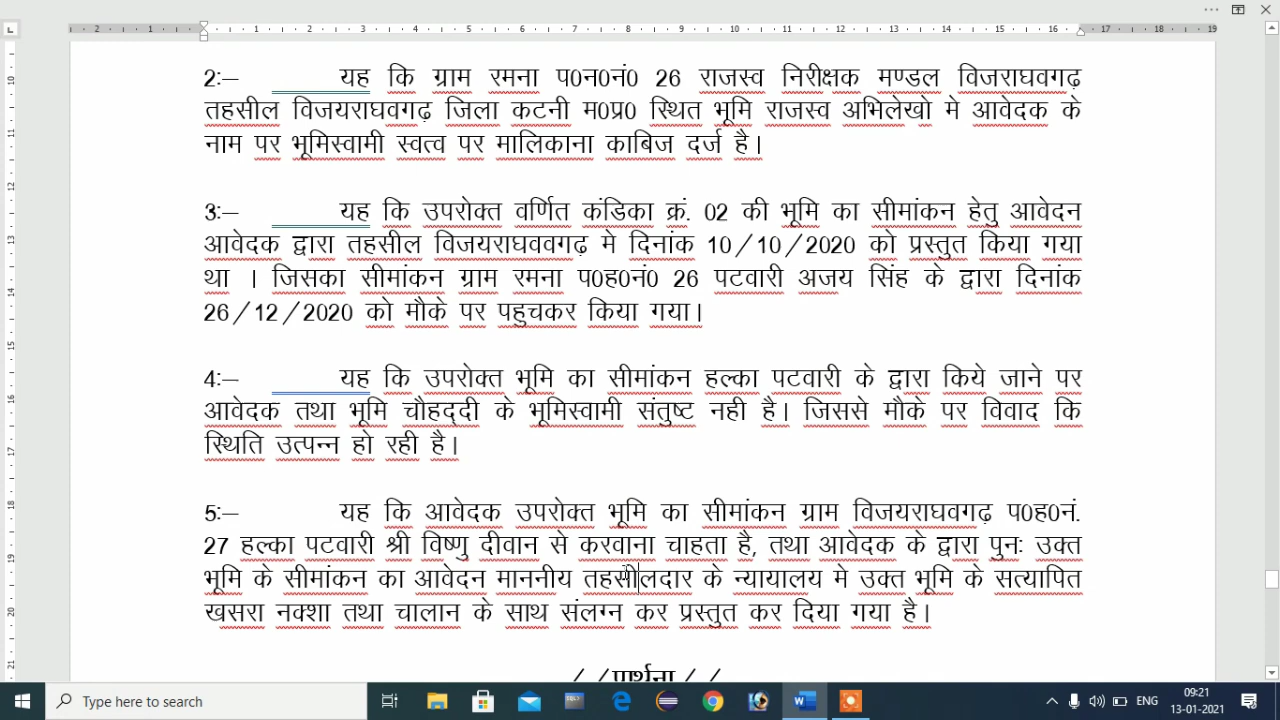 2:– यह कि ग्राम रमना प0न0नं0 26 राजस्व निरीक्षक मण्डल विजराघवगढ़
तहसील विजयराघवगढ़ जिला कटनी म0प्र0 स्थित भूमि राजस्व अभिलेखो मे आवेदक के
नाम पर भूमिस्वामी स्वत्व पर मालिकाना काबिज दर्ज है।
3:– यह कि उपरोक्त वर्णित कंडिका क्रं. 02 की भूमि का सीमांकन हेतु आवेदन
आवेदक द्वारा तहसील विजयराघववगढ़ मे दिनांक 10/10/2020 को प्रस्तुत किया गया
था । जिसका सीमांकन ग्राम रमना प0ह0नं0 26 पटवारी अजय सिंह के द्वारा दिनांक
26/12/2020 को मौके पर पहुचकर किया गया।
4:– यह कि उपरोक्त भूमि का सीमांकन हल्का पटवारी के द्वारा किये जाने पर
आवेदक तथा भूमि चौहद्दी के भूमिस्वामी संतुष्ट नही है। जिससे मौके पर विवाद कि
स्थिति उत्पन्न हो रही है।
5:– यह कि आवेदक उपरोक्त भूमि का सीमांकन ग्राम विजयराघवगढ़ प0ह0नं.
27 हल्का पटवारी श्री विष्णु दीवान से करवाना चाहता है, तथा आवेदक के द्वारा पुनः उक्त
भूमि के सीमांकन का आवेदन माननीय तहसीलदार के न्यायालय मे उक्त भूमि के सत्यापित
खसरा नक्शा तथा चालान के साथ संलग्न कर प्रस्तुत कर दिया गया है।
//प्रार्थना//
Type here to search
ENG
09:21
13-01-2021